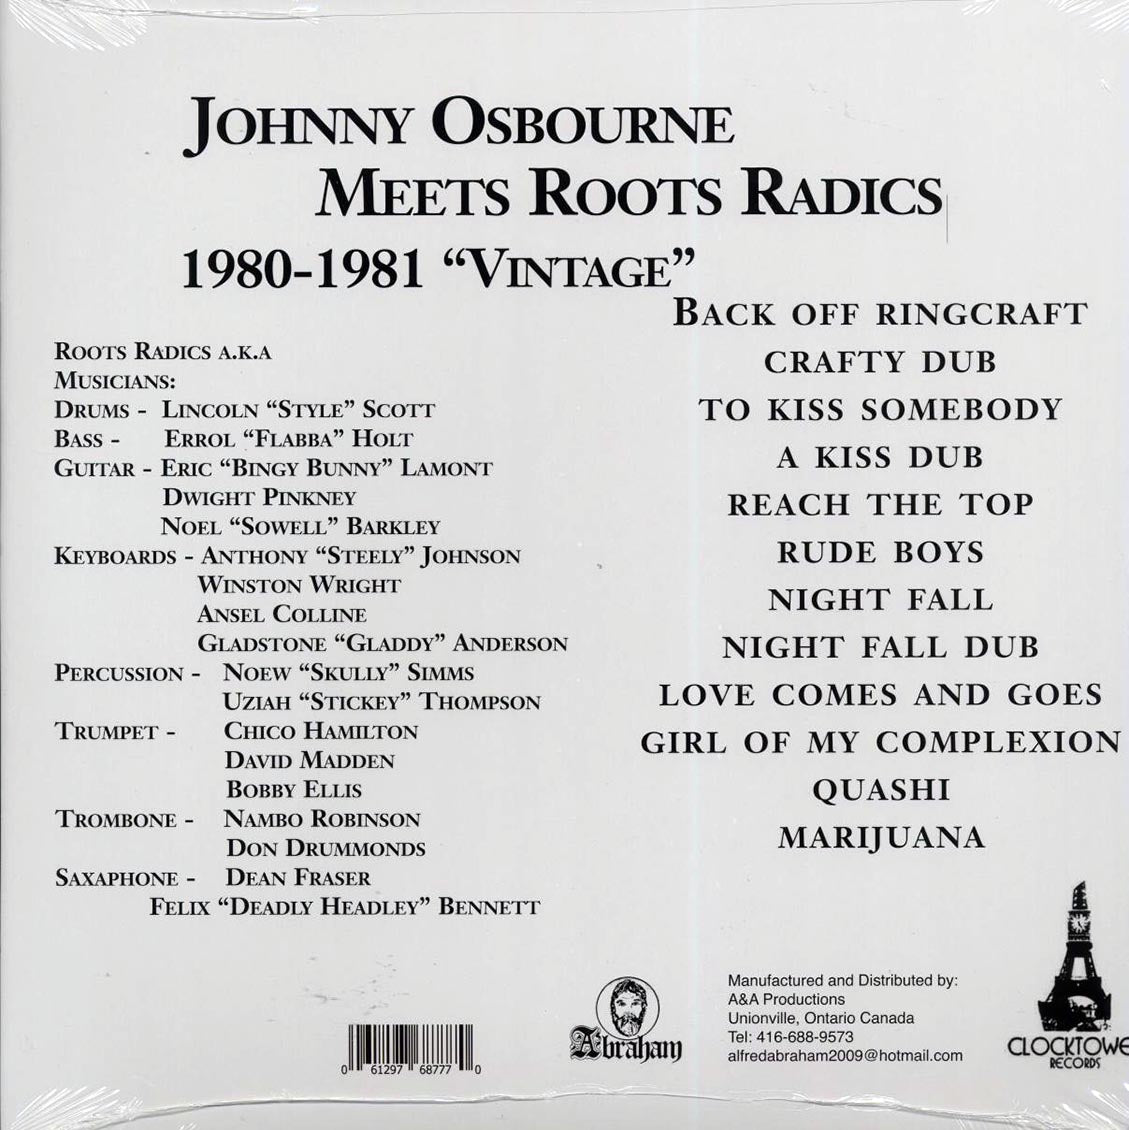 Johnny Osbourne
Meets Roots Radics
1980-1981 “Vintage”
Roots Radics a.k.a
Musicians:
Drums - Lincoln “Style” Scott
Bass - Errol “Flabba” Holt
Guitar - Eric “Bingy Bunny” Lamont
Dwight Pinkney
Noel “Sowell” Barkley
Keyboards - Anthony “Steely” Johnson
Winston Wright
Ansel Colline
Gladstone “Gladdy” Anderson
Percussion - Noew “Skully” Simms
Uziah “Stickey” Thompson
Trumpet - Chico Hamilton
David Madden
Bobby Ellis
Trombone - Nambo Robinson
Don Drummonds
Saxaphone - Dean Fraser
Felix “Deadly Headley” Bennett
Back off ringcraft
crafty dub
to kiss somebody
a kiss dub
reach the top
rude boys
night fall
night fall dub
love comes and goes
girl of my complexion
quashi
marijuana
0 61297 68777 0
Abraham
Manufactured and Distributed by:
A&A Productions
Unionville, Ontario Canada
Tel: 416-688-9573
alfredabraham2009@hotmail.com
CLOCKTOWE
RECORDS